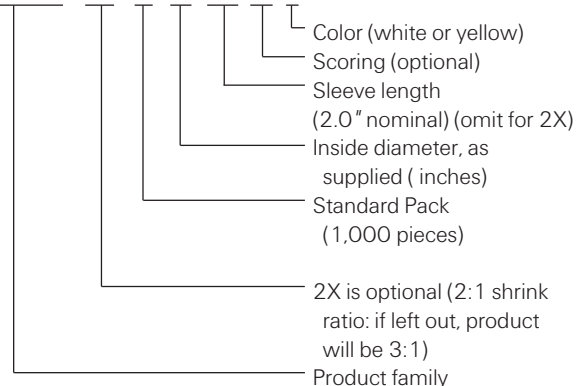 Color (white or yellow)
Scoring (optional)
Sleeve length
(2.0" nominal) (omit for 2X)
Inside diameter, as
supplied ( inches)
Standard Pack
(1,000 pieces)
2X is optional (2:1 shrink
ratio: if left out, product
will be 3:1)
Product family